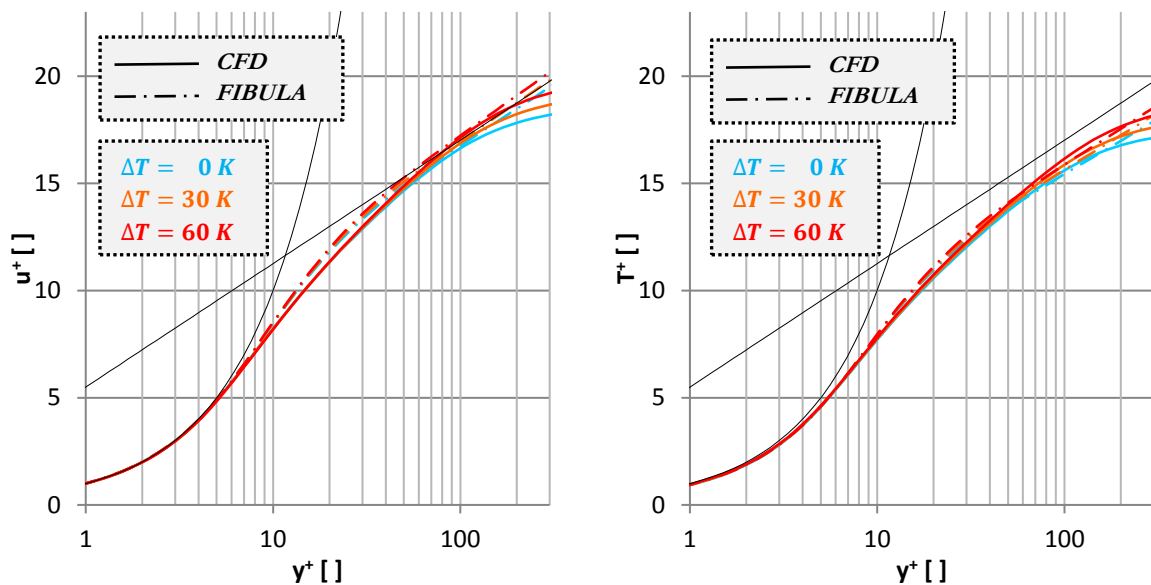 CFD
FIBULA
ΔT = 0 K
ΔT = 30 K
ΔT = 60 K
u⁺ [ ]
20
15
10
5
0
1
10
100
y⁺ [ ]
CFD
FIBULA
ΔT = 0 K
ΔT = 30 K
ΔT = 60 K
T⁺ [ ]
20
15
10
5
0
1
10
100
y⁺ [ ]